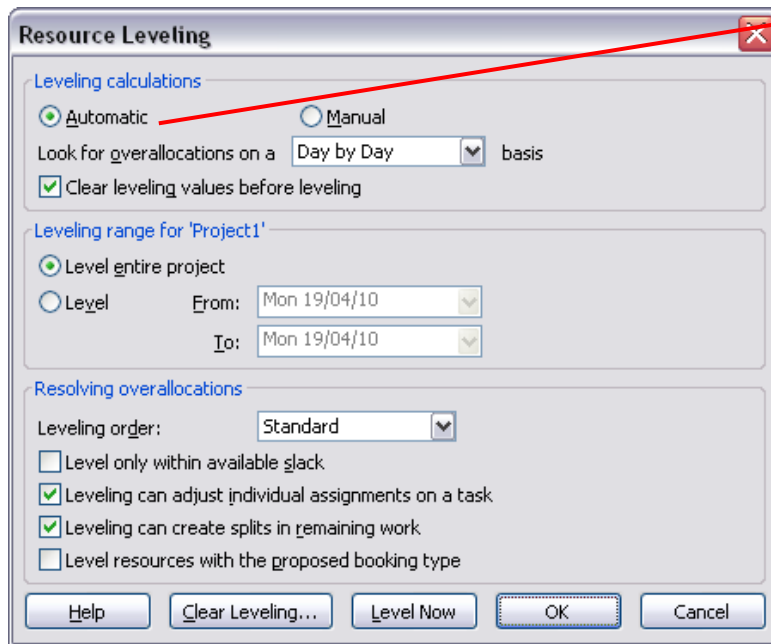 Resource Leveling
Leveling calculations
Automatic Manual
Look for overallocations on a Day by Day basis
Clear leveling values before leveling
Leveling range for 'Project1'
Level entire project
Level From: Mon 19/04/10
To: Mon 19/04/10
Resolving overallocations
Leveling order: Standard
Level only within available slack
Leveling can adjust individual assignments on a task
Leveling can create splits in remaining work
Level resources with the proposed booking type
Help Clear Leveling... Level Now OK Cancel